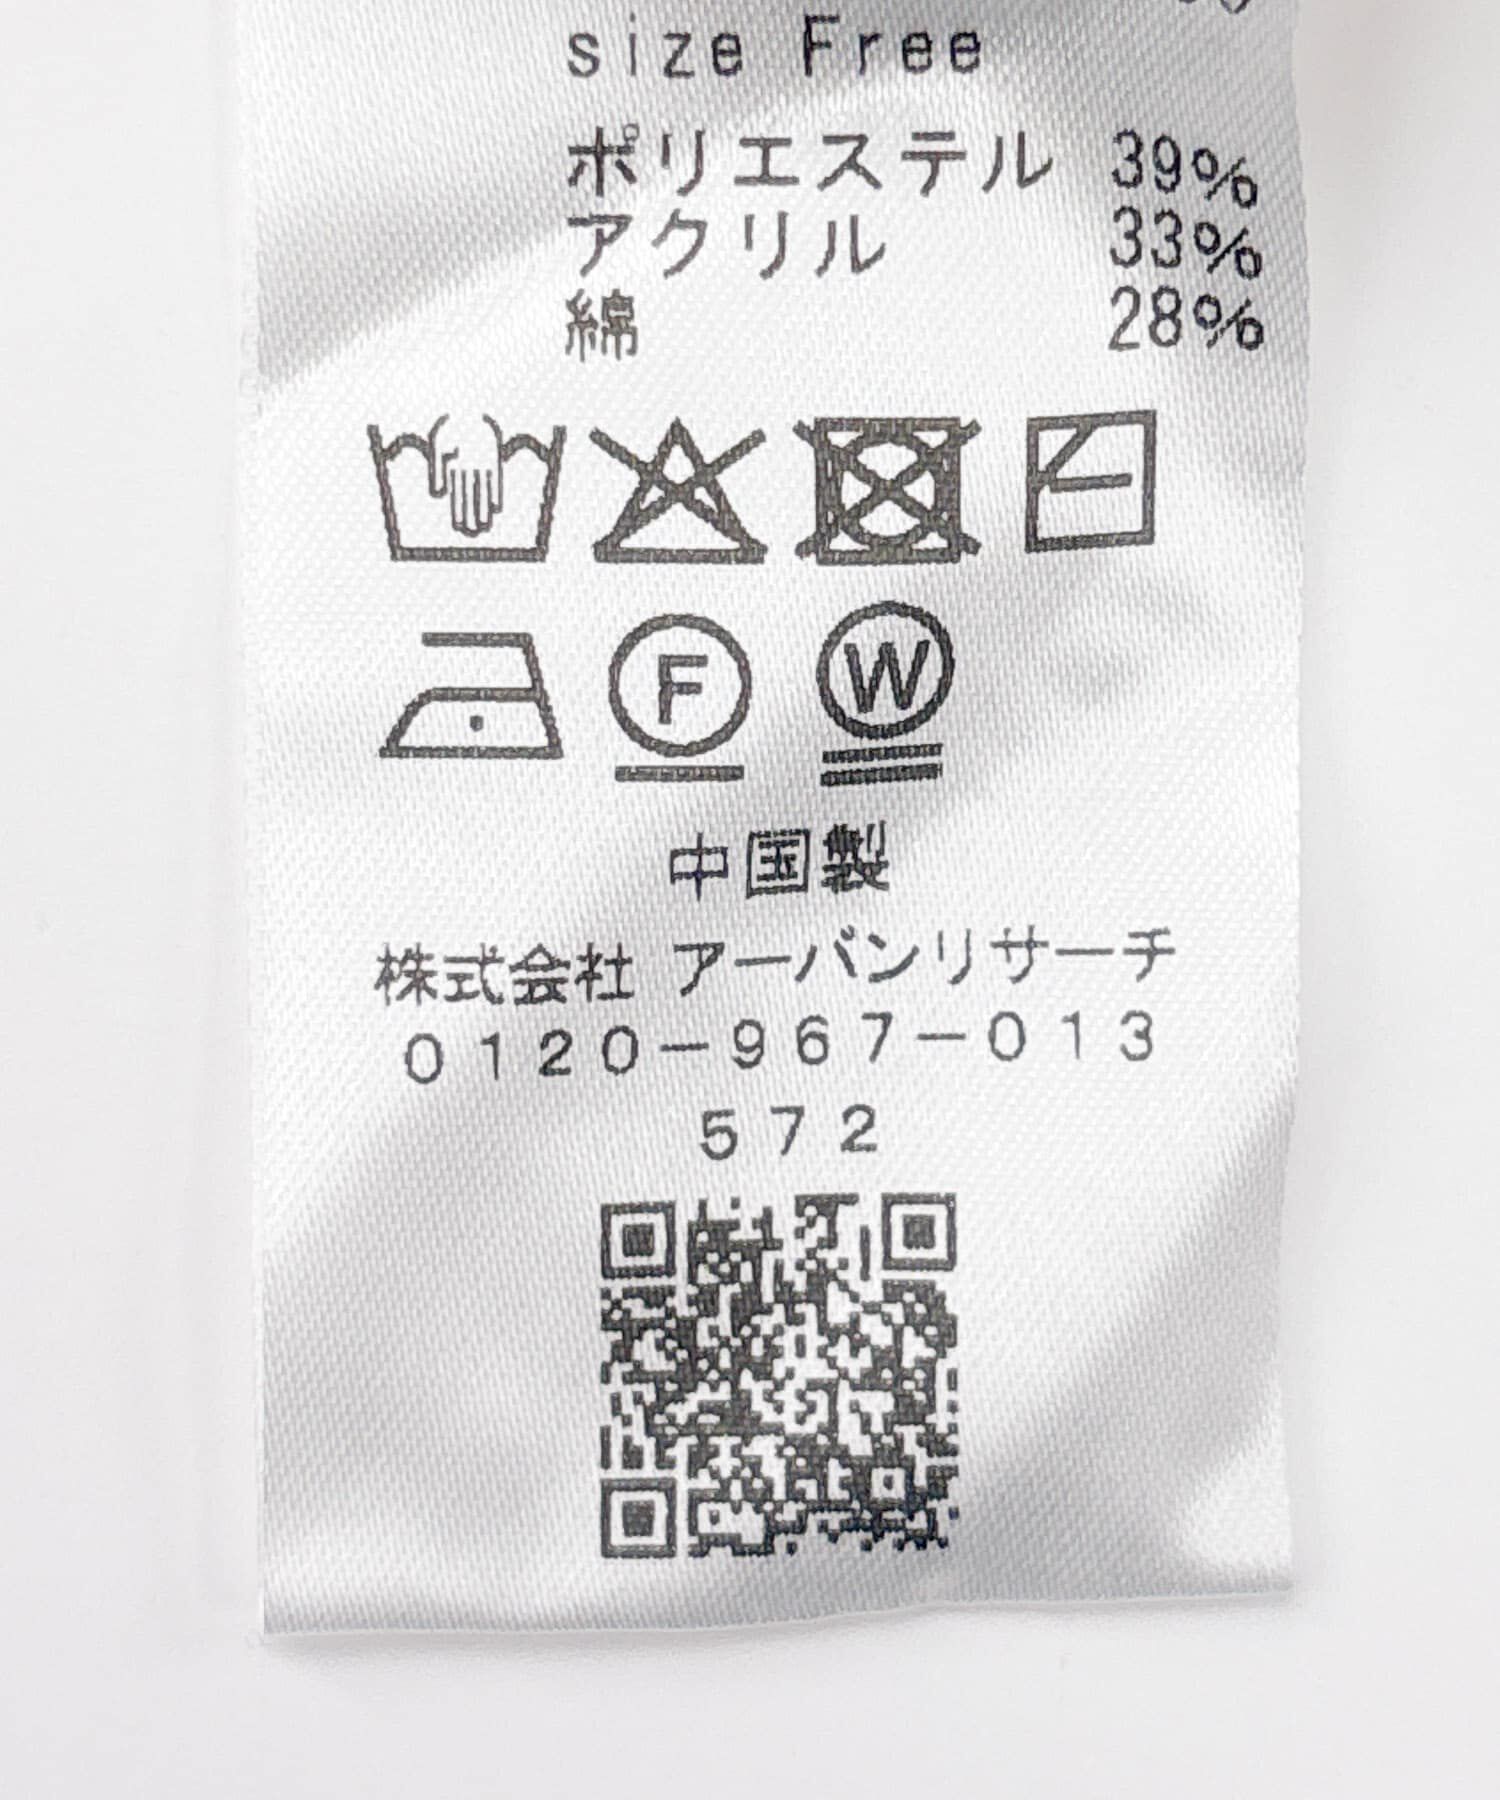 size Free
ポリエステル 39%
アクリル 33%
綿 28%
F W
中国製
株式会社 アーバンリサーチ
0120-967-013
572